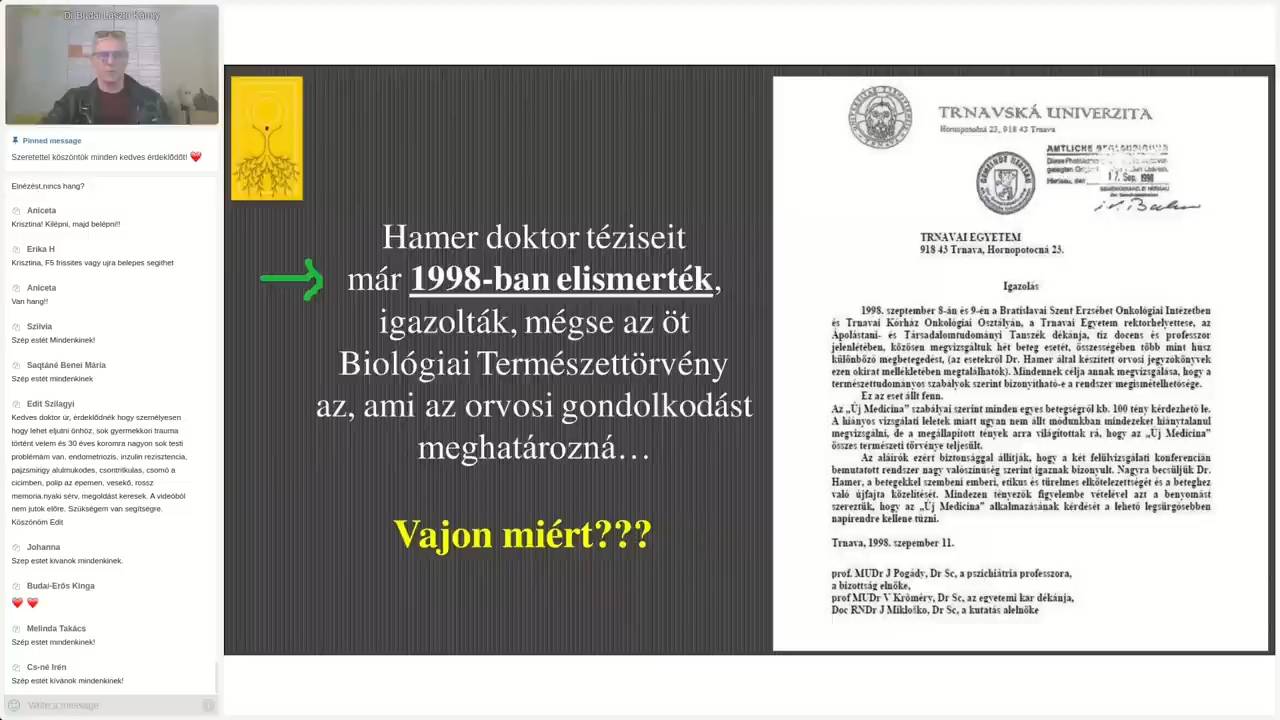 Pinned message
Szeretettel köszöntök minden kedves érdeklődőt!
Elnézést,nincs hang?
Aniceta
Krisztina! Kilépni, majd belépni!!
Erika H
Krisztina, F5 frissites vagy ujra belepes segithet
Aniceta
Van hang!!
Szilvia
Szép estét Mindenkinek!
Saqtáné Benei Mária
Szép estét mindenkinek
Edit Szilagyi
Kedves doktor úr, érdeklődnék hogy személyesen
hogy lehet eljutni önhöz, sok gyermekkori trauma
történt velem és 30 éves koromra nagyon sok testi
problémám van. endometrozis, inzulin rezisztencia,
pajzsmirigy alulmukodes, csontritkulas, csomó a
cicimben, polip az epemen, vesekő, rossz
memoria.nyaki sérv, megoldást keresek. A videóból
nem jutok előre. Szükségem van segítségre.
Köszönöm Edit
Johanna
Szep estet kivanok mindenkinek.
Budai-Erős Kinga
Melinda Takács
Szép estét mindenkinek!
Cs-né Irén
Szép estét kívánok mindenkinek!
Write a message
Hamer doktor téziseit
már 1998-ban elismerték,
igazolták, mégse az öt
Biológiai Természettörvény
az, ami az orvosi gondolkodást
meghatározná…
Vajon miért???
TRNAVSKÁ UNIVERZITA
Hornopotočná 23, 918 43 Trnava
17. Sep. 1998
TRNAVAI EGYETEM
918 43 Trnava, Hornopotocná 23.
Igazolás
1998. szeptember 8-án és 9-én a Bratislavai Szent Erzsébet Onkológiai Intézetben
és Trnavai Kórház Onkológiai Osztályán, a Trnavai Egyetem rektorhelyettese, az
Ápolástani- és Társadalomtudományi Tanszék dékánja, tíz docens és professor
jelenlétében, közösen megvizsgáltuk hét beteg esetét, összességében több mint husz
különböző megbetegedést, (az esetekről Dr. Hamer által készített orvosi jegyzőkönyvek
ezen okirat mellékletében megtalálhatók). Mindennek célja annak megvizsgálása, hogy a
természettudományos szabályok szerint bizonyítható-e a rendszer megismételhetősége.
Ez az eset állt fenn.
Az „Új Medicina” szabályai szerint minden egyes betegségről kb. 100 tény kérdezhető le.
A hiányos vizsgálati leletek miatt ugyan nem állt módunkban mindezeket hiánytalanul
megvizsgálni, de a megállapított tények arra világítottak rá, hogy az „Új Medicina”
összes természeti törvénye teljesült.
Az aláírók ezért biztonsággal állítják, hogy a két felülvizsgálati konferencián
bemutatott rendszer nagy valószínűség szerint igaznak bizonyult. Nagyra becsüljük Dr.
Hamer, a betegekkel szembeni emberi, etikus és türelmes elkötelezettségét és a beteghez
való újfajta közelítését. Mindezen tényezők figyelembe vételével azt a benyomást
szereztük, hogy az „Új Medicina” alkalmazásának kérdését a lehető legsürgősebben
napirendre kellene tűzni.
Trnava, 1998. szepember 11.
prof. MUDr J Pogády, Dr Sc, a pszichiátria professzora,
a bizottság elnöke,
prof MUDr V Krčméry, Dr Sc, az egyetemi kar dékánja,
Doc RNDr J Mikloško, Dr Sc, a kutatás alelnöke